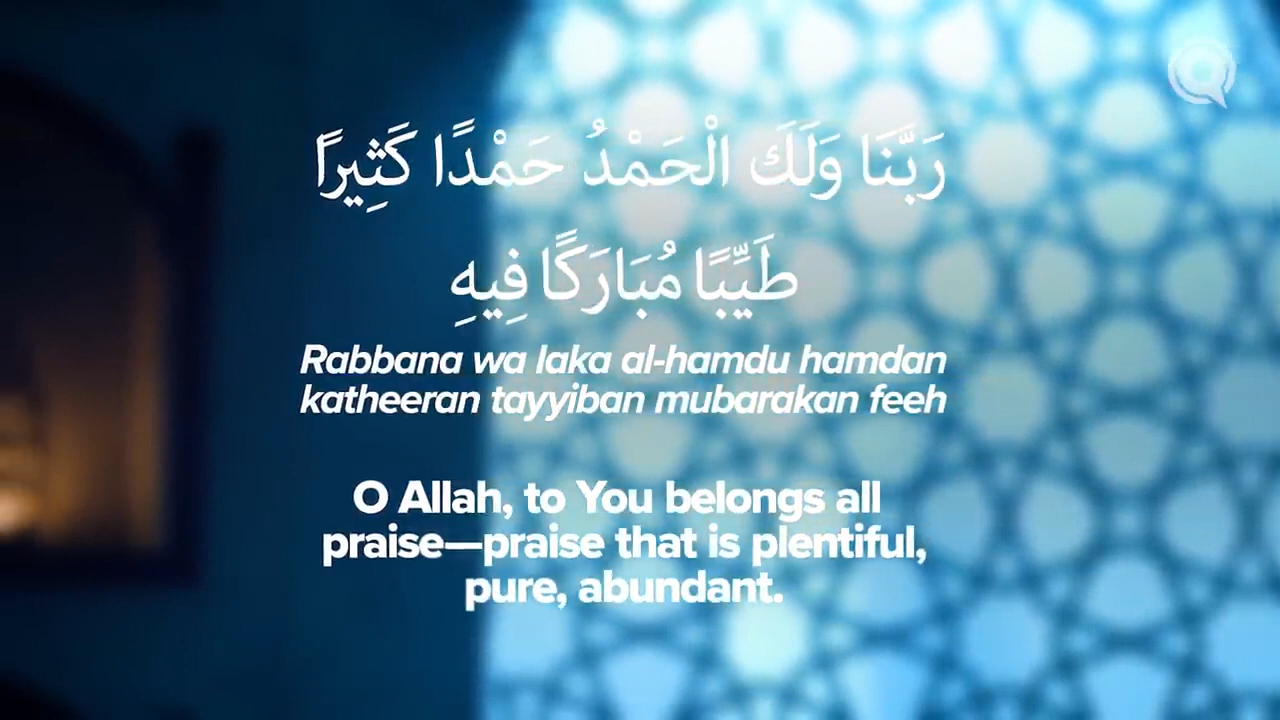 رَبَّنَا وَلَكَ الْحَمْدُ حَمْدًا كَثِيرًا
طَيِّبًا مُبَارَكًا فِيهِ
Rabbana wa laka al-hamdu hamdan
katheeran tayyiban mubarakan feeh
O Allah, to You belongs all
praise—praise that is plentiful,
pure, abundant.